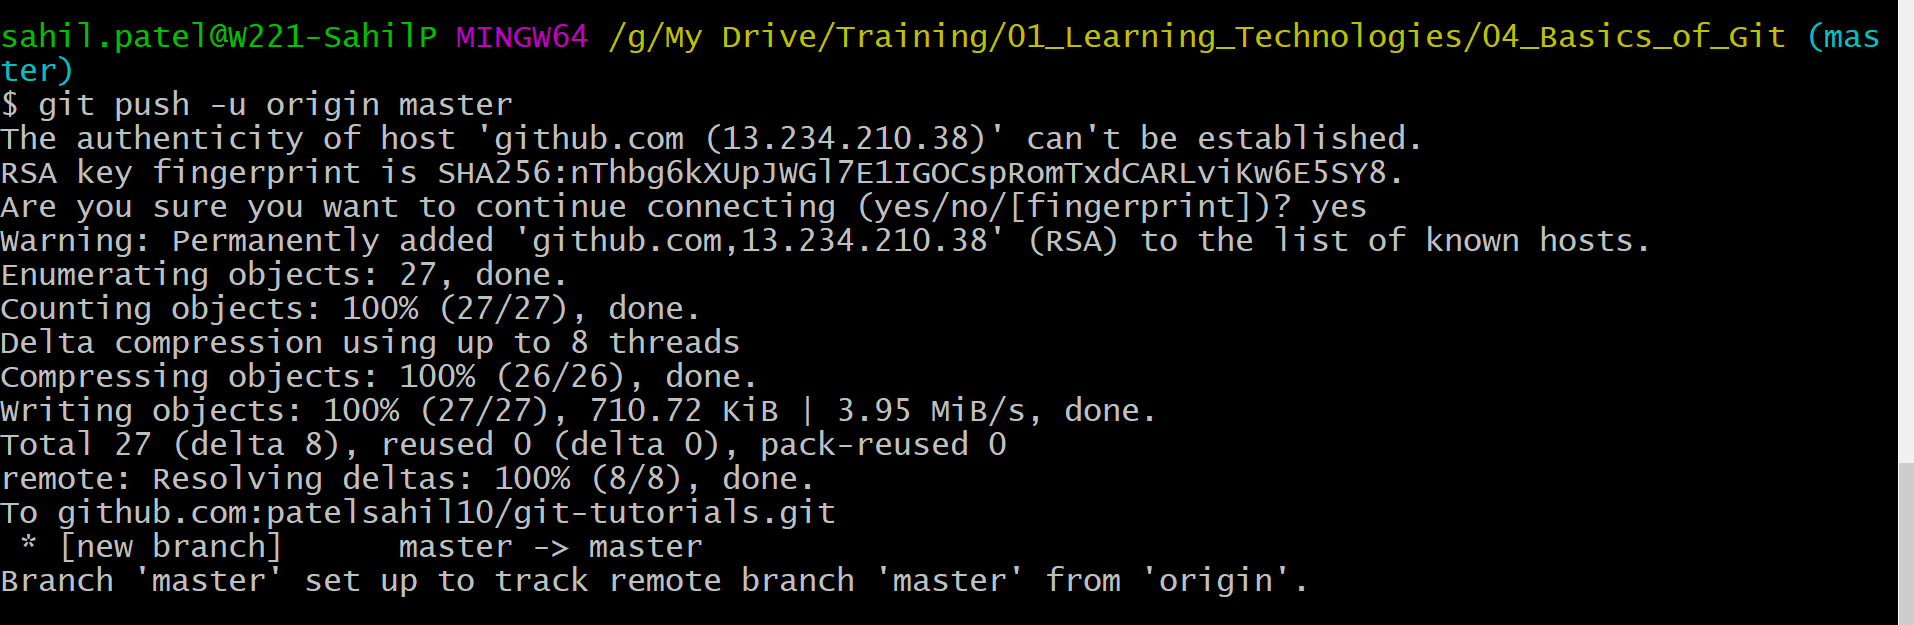 sahil.patel@W221-SahilP MINGW64 /g/My Drive/Training/01_Learning_Technologies/04_Basics_of_Git (mas
ter)
$ git push -u origin master
The authenticity of host 'github.com (13.234.210.38)' can't be established.
RSA key fingerprint is SHA256:nThbg6kXUpJWGl7E1IGOCspRomTxdCARLviKw6E5SY8.
Are you sure you want to continue connecting (yes/no/[fingerprint])? yes
Warning: Permanently added 'github.com,13.234.210.38' (RSA) to the list of known hosts.
Enumerating objects: 27, done.
Counting objects: 100% (27/27), done.
Delta compression using up to 8 threads
Compressing objects: 100% (26/26), done.
Writing objects: 100% (27/27), 710.72 KiB | 3.95 MiB/s, done.
Total 27 (delta 8), reused 0 (delta 0), pack-reused 0
remote: Resolving deltas: 100% (8/8), done.
To github.com:patelsahil10/git-tutorials.git
 * [new branch]      master -> master
Branch 'master' set up to track remote branch 'master' from 'origin'.